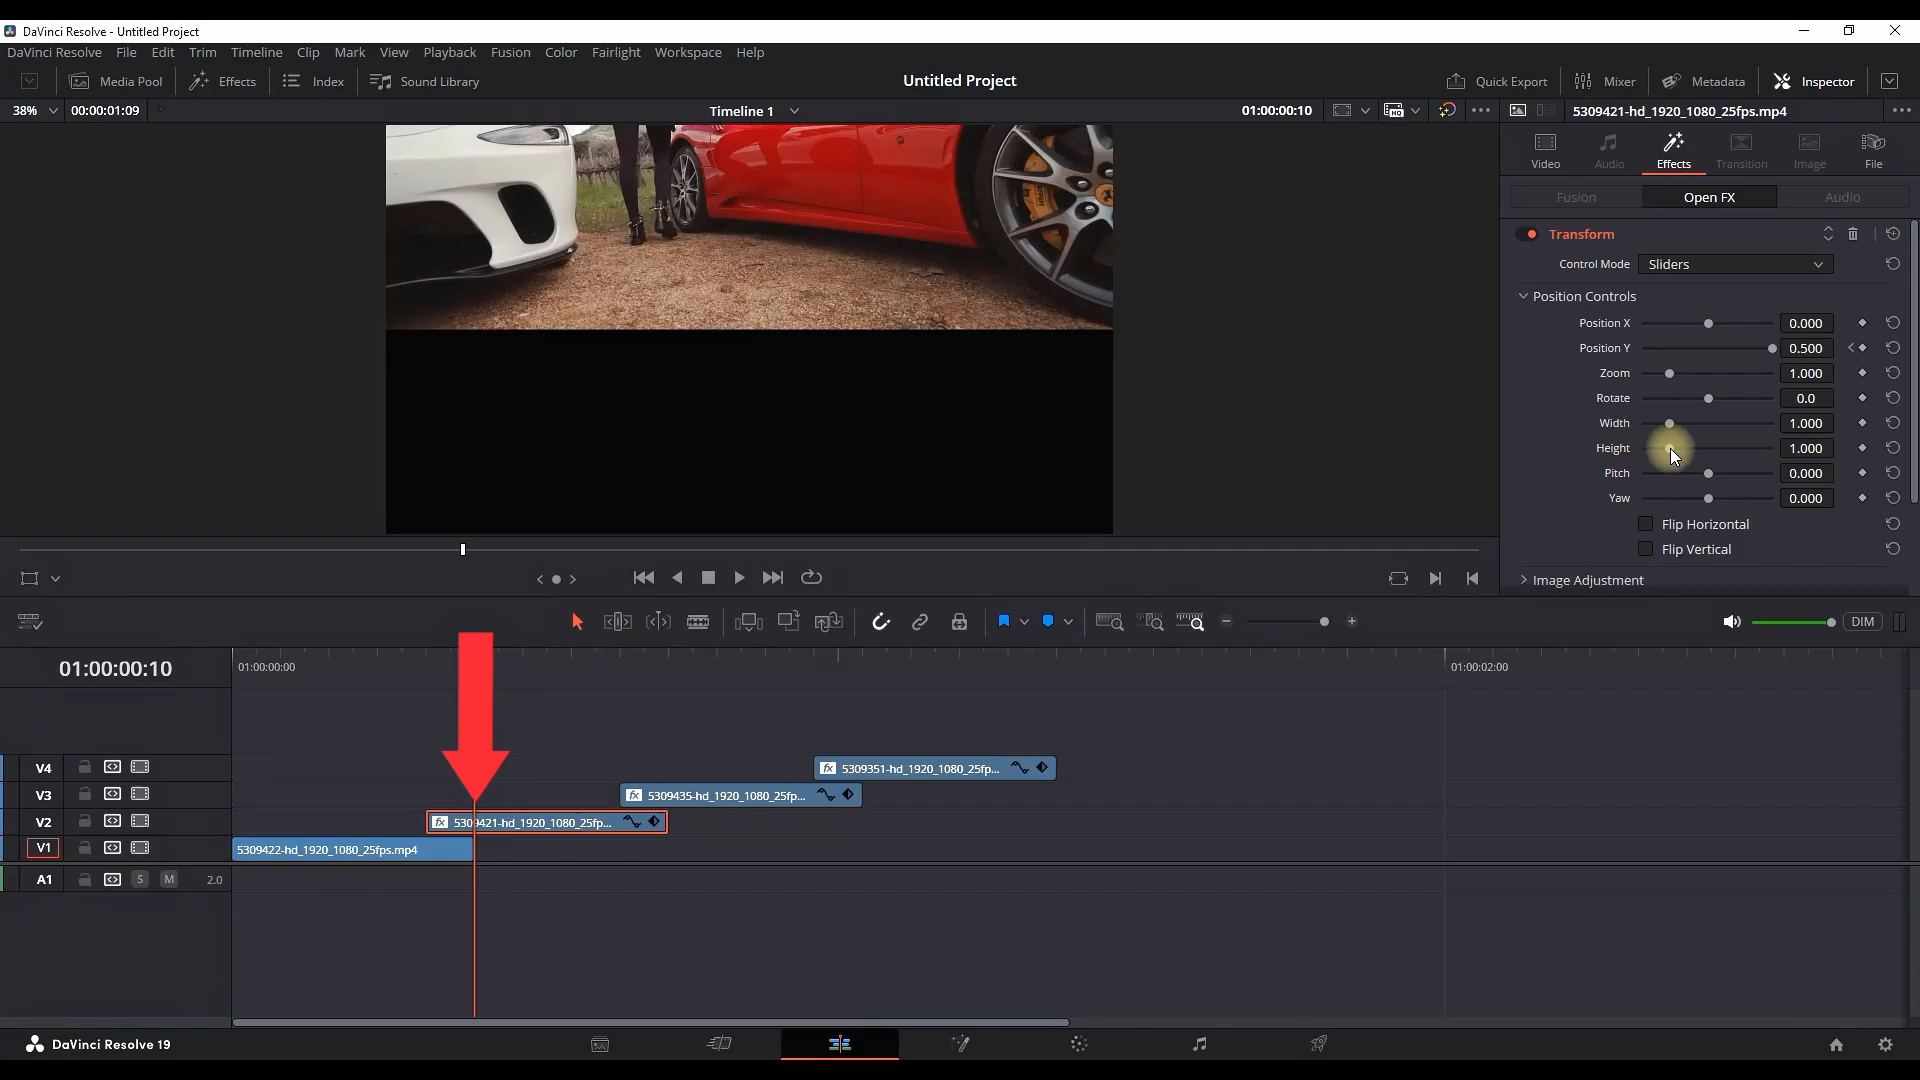 DaVinci Resolve - Untitled Project
DaVinci Resolve File Edit Trim Timeline Clip Mark View Playback Fusion Color Fairlight Workspace Help
Media Pool Effects Index Sound Library Untitled Project Quick Export Mixer Metadata Inspector
38% 00:00:01:09 Timeline 1 01:00:00:10 5309421-hd_1920_1080_25fps.mp4
Video Audio Effects Transition Image File
Fusion Open FX Audio
Transform
Control Mode Sliders
Position Controls
Position X 0.000
Position Y 0.500
Zoom 1.000
Rotate 0.0
Width 1.000
Height 1.000
Pitch 0.000
Yaw 0.000
Flip Horizontal
Flip Vertical
Image Adjustment
DIM
01:00:00:10 01:00:00:00 01:00:02:00
V4 fx 5309351-hd_1920_1080_25fp...
V3 fx 5309435-hd_1920_1080_25fp...
V2 fx 5309421-hd_1920_1080_25fp...
V1 5309422-hd_1920_1080_25fps.mp4
A1 S M 2.0
DaVinci Resolve 19